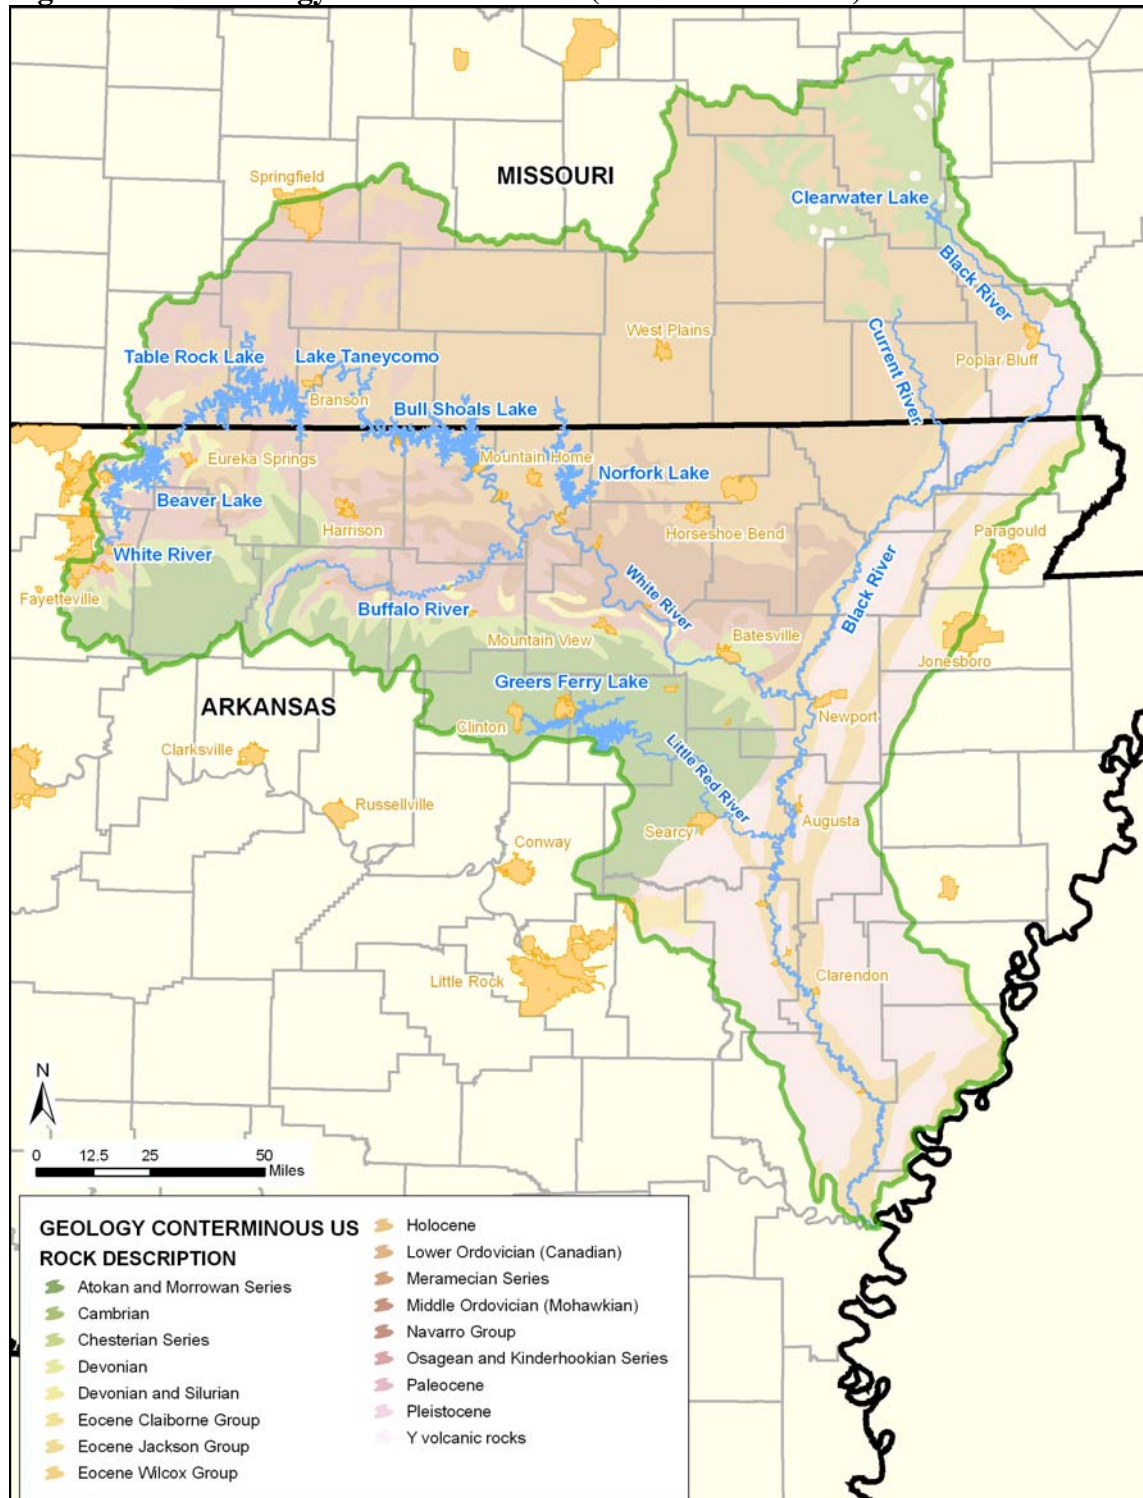 MISSOURI
Springfield
Clearwater Lake
Black River
West Plains
Current River
Poplar Bluff
Table Rock Lake
Lake Taneycomo
Branson
Bull Shoals Lake
Eureka Springs
Mountain Home
Norfork Lake
Beaver Lake
Harrison
Horseshoe Bend
Paragould
White River
Fayetteville
Buffalo River
White River
Black River
Mountain View
Batesville
Jonesboro
Greers Ferry Lake
ARKANSAS
Clinton
Newport
Clarksville
Little Red River
Russellville
Searcy
Augusta
Conway
Little Rock
Clarendon
N
0 12.5 25 50
Miles
GEOLOGY CONTERMINOUS US
ROCK DESCRIPTION
Atokan and Morrowan Series
Cambrian
Chesterian Series
Devonian
Devonian and Silurian
Eocene Claiborne Group
Eocene Jackson Group
Eocene Wilcox Group
Holocene
Lower Ordovician (Canadian)
Meramecian Series
Middle Ordovician (Mohawkian)
Navarro Group
Osagean and Kinderhookian Series
Paleocene
Pleistocene
Y volcanic rocks